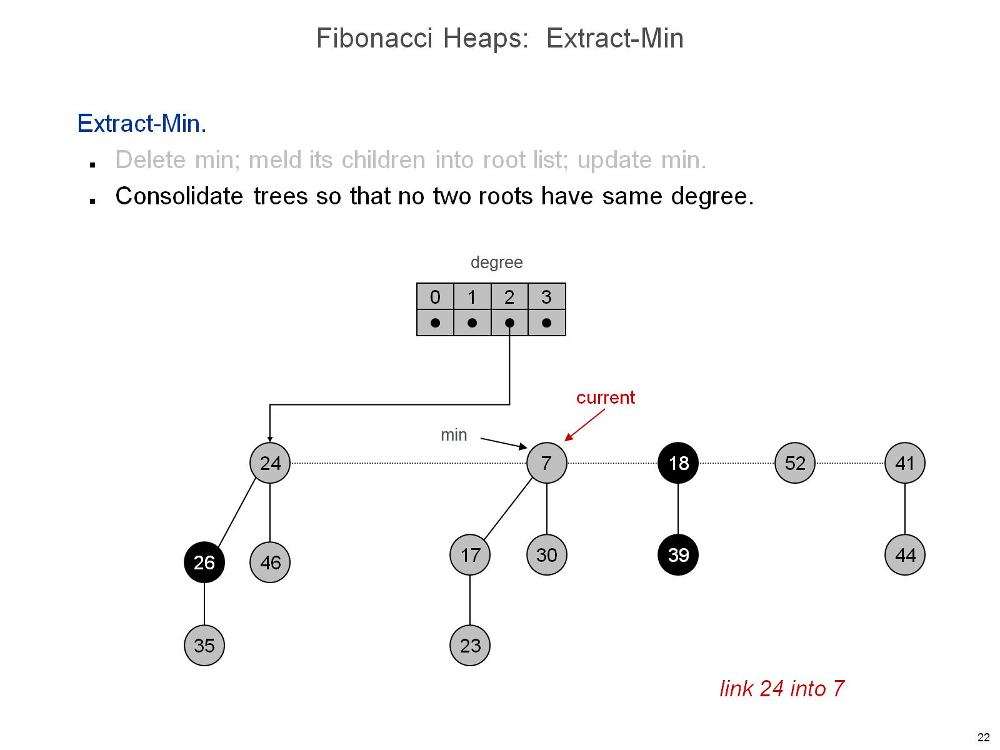 Fibonacci Heaps: Extract-Min
Extract-Min.
Delete min; meld its children into root list; update min.
Consolidate trees so that no two roots have same degree.
degree
0 1 2 3
current
min
24 7 18 52 41
26 46 17 30 39 44
35 23
link 24 into 7
22